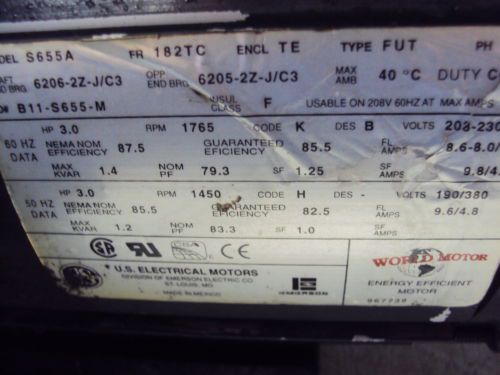 DEL S655A FR 182TC ENCL TE TYPE FUT PH
AFT END BRG 6206-2Z-J/C3 OPP END BRG 6205-2Z-J/C3 MAX AMB 40 °C DUTY CO
B11-S655-M INSUL CLASS F USABLE ON 208V 60HZ AT MAX AMPS
60 HZ DATA
HP 3.0 RPM 1765 CODE K DES B VOLTS 203-230
NEMA NOM EFFICIENCY 87.5 GUARANTEED EFFICIENCY 85.5 FL AMPS 8.6-8.0/
MAX KVAR 1.4 NOM PF 79.3 SF 1.25 SF AMPS 9.8/4
50 HZ DATA
HP 3.0 RPM 1450 CODE H DES - VOLTS 190/380
NEMA NOM EFFICIENCY 85.5 GUARANTEED EFFICIENCY 82.5 FL AMPS 9.6/4.8
MAX KVAR 1.2 NOM PF 83.3 SF 1.0 SF AMPS
CE
U.S. ELECTRICAL MOTORS
DIVISION OF EMERSON ELECTRIC CO
ST. LOUIS, MO
MADE IN MEXICO
EMERSON
WORLD MOTOR
ENERGY EFFICIENT
MOTOR
967739